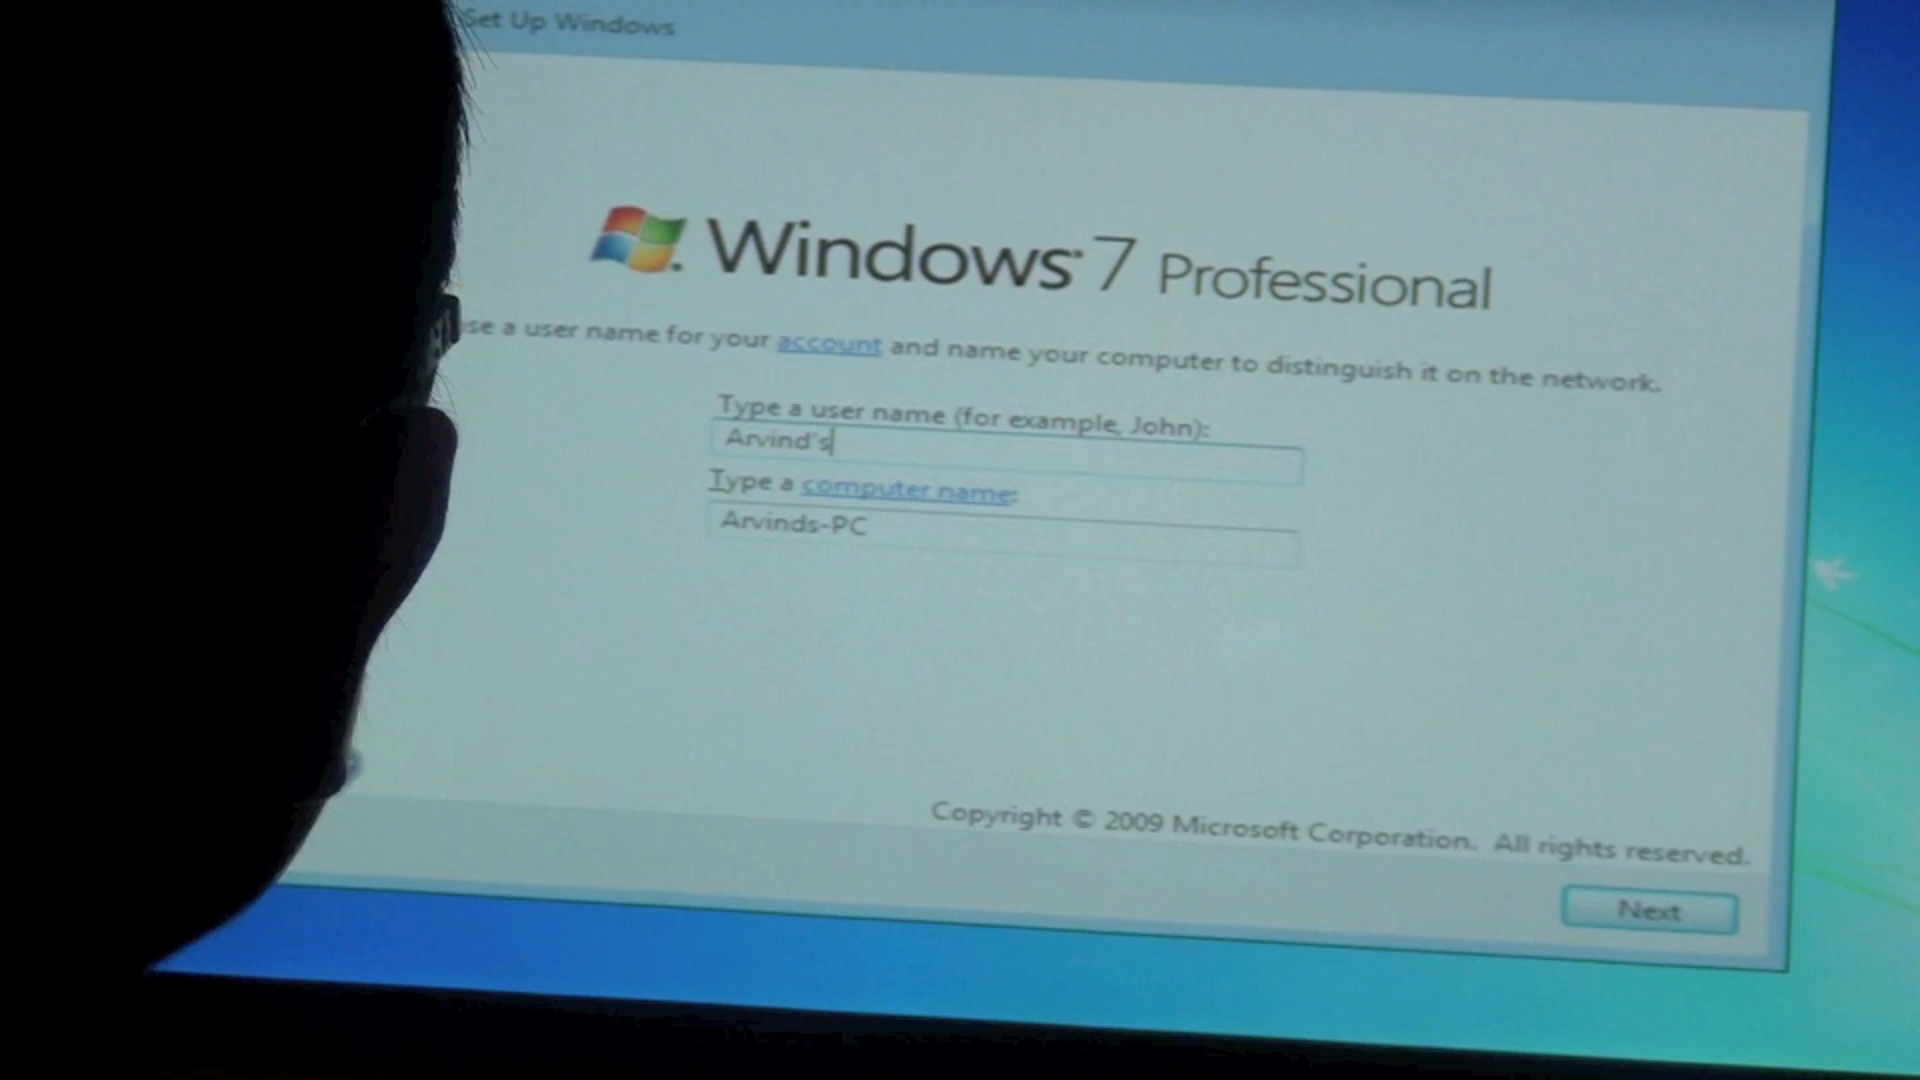 Set Up Windows
Windows 7 Professional
a user name for your account and name your computer to distinguish it on the network.
Type a user name (for example, John):
Arvind's
Type a computer name:
Arvinds-PC
Copyright © 2009 Microsoft Corporation. All rights reserved.
Next